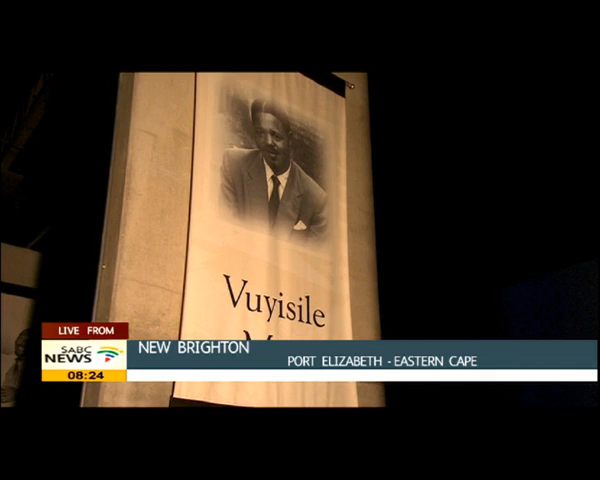 Vuyisile
LIVE FROM
SABC
NEWS
08:24
NEW BRIGHTON
PORT ELIZABETH - EASTERN CAPE